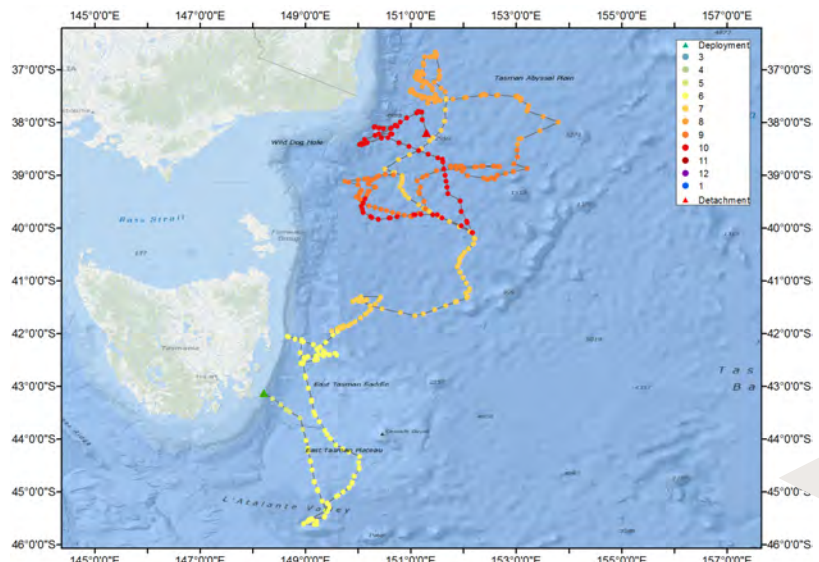 145°0'0"E 147°0'0"E 149°0'0"E 151°0'0"E 153°0'0"E 155°0'0"E 157°0'0"E
37°0'0"S
38°0'0"S
39°0'0"S
40°0'0"S
41°0'0"S
42°0'0"S
43°0'0"S
44°0'0"S
45°0'0"S
46°0'0"S
Tasman Abyssal Plain
Wild Dog Hole
Bass Strait
Furneaux
Group
Tasmania
East Tasman Saddle
East Tasman Plateau
L'Atalante Valley
Tas
Ba
Deployment
3
4
5
6
7
8
9
10
11
12
1
Detachment
37°0'0"S
38°0'0"S
39°0'0"S
40°0'0"S
41°0'0"S
42°0'0"S
43°0'0"S
44°0'0"S
45°0'0"S
46°0'0"S
145°0'0"E 147°0'0"E 149°0'0"E 151°0'0"E 153°0'0"E 155°0'0"E 157°0'0"E